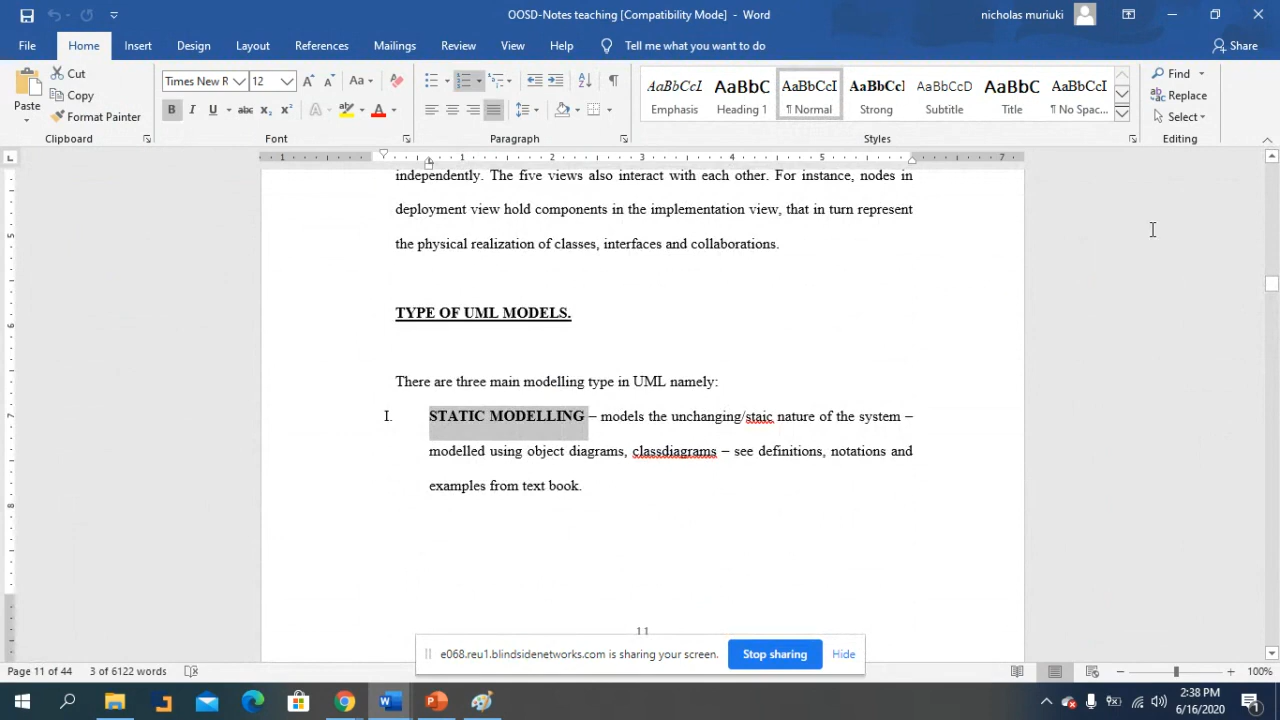 OOSD-Notes teaching [Compatibility Mode] - Word
nicholas muriuki
File Home Insert Design Layout References Mailings Review View Help Tell me what you want to do Share
Paste
Cut
Copy
Format Painter
Clipboard
Times New R 12
Font
Paragraph
AaBbCcI AaBbC AaBbCcI AaBbCcl AaBbCcD AaBbC AaBbCcI
Emphasis Heading 1 ¶ Normal Strong Subtitle Title ¶ No Spac...
Styles
Find
Replace
Select
Editing
1 1 2 3 4 5 7
independently. The five views also interact with each other. For instance, nodes in
deployment view hold components in the implementation view, that in turn represent
the physical realization of classes, interfaces and collaborations.
TYPE OF UML MODELS.
There are three main modelling type in UML namely:
I. STATIC MODELLING – models the unchanging/staic nature of the system –
modelled using object diagrams, classdiagrams – see definitions, notations and
examples from text book.
11
e068.reu1.blindsidenetworks.com is sharing your screen. Stop sharing Hide
Page 11 of 44 3 of 6122 words 100%
2:38 PM
6/16/2020